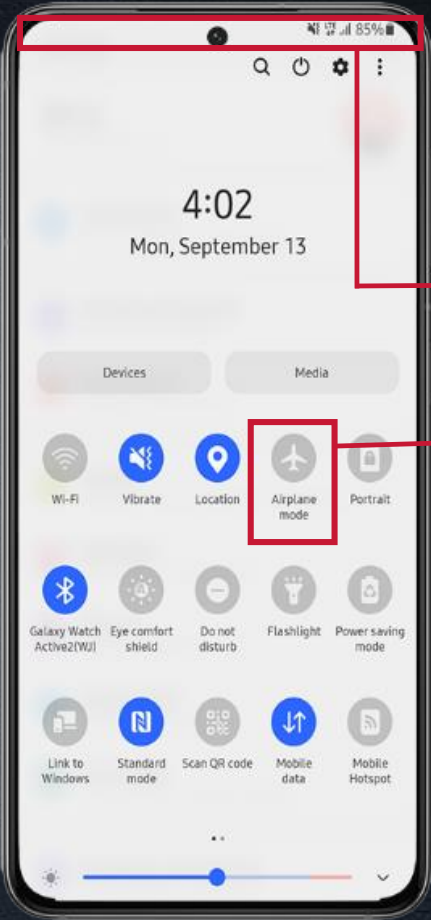 85%
4:02
Mon, September 13
Devices
Media
Wi-Fi
Vibrate
Location
Airplane
mode
Portrait
Galaxy Watch
Active2(WJ)
Eye comfort
shield
Do not
disturb
Flashlight
Power saving
mode
Link to
Windows
Standard
mode
Scan QR code
Mobile
data
Mobile
Hotspot